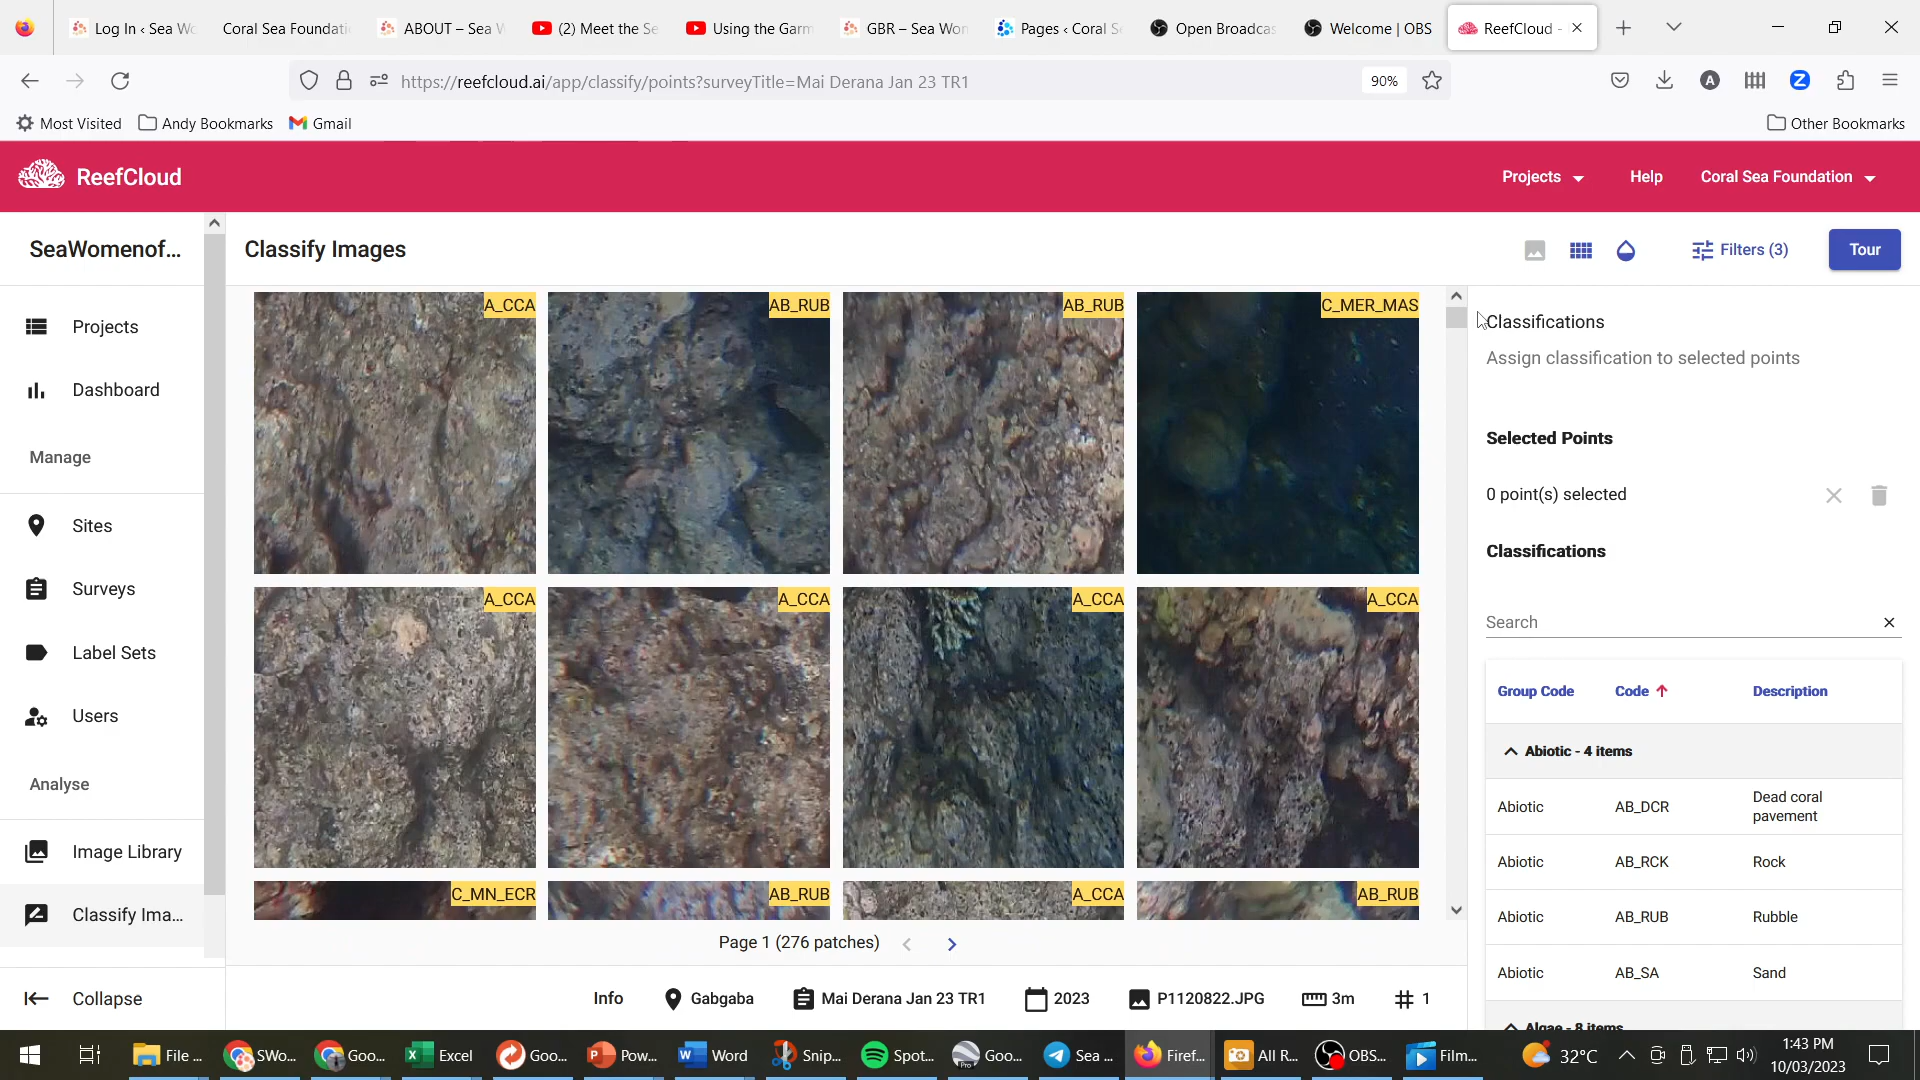 Log In ‹ Sea Wo
Coral Sea Foundati
ABOUT – Sea W
(2) Meet the Se
Using the Garm
GBR – Sea Wom
Pages ‹ Coral S
Open Broadcas
Welcome | OBS
ReefCloud -
https://reefcloud.ai/app/classify/points?surveyTitle=Mai Derana Jan 23 TR1
90%
Most Visited
Andy Bookmarks
Gmail
Other Bookmarks
ReefCloud
Projects
Help
Coral Sea Foundation
SeaWomenof...
Classify Images
Filters (3)
Tour
Projects
Dashboard
Manage
Sites
Surveys
Label Sets
Users
Analyse
Image Library
Classify Ima...
Collapse
A_CCA
AB_RUB
AB_RUB
C_MER_MAS
A_CCA
A_CCA
A_CCA
A_CCA
C_MN_ECR
AB_RUB
A_CCA
AB_RUB
Page 1 (276 patches)
Info
Gabgaba
Mai Derana Jan 23 TR1
2023
P1120822.JPG
3m
1
Classifications
Assign classification to selected points
Selected Points
0 point(s) selected
Classifications
Search
Group Code Code Description
Abiotic - 4 items
Abiotic AB_DCR Dead coral pavement
Abiotic AB_RCK Rock
Abiotic AB_RUB Rubble
Abiotic AB_SA Sand
Algae - 8 items
File ...
SWo...
Goo...
Excel
Goo...
Pow...
Word
Snip...
Spot...
Goo...
Sea ...
Firef...
All R...
OBS...
Film...
32°C
1:43 PM
10/03/2023